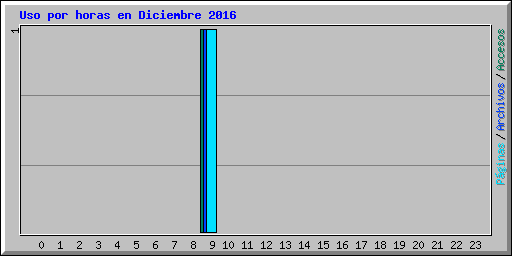 Uso por horas en Diciembre 2016
1
Páginas / Archivos / Accesos
0 1 2 3 4 5 6 7 8 9 10 11 12 13 14 15 16 17 18 19 20 21 22 23